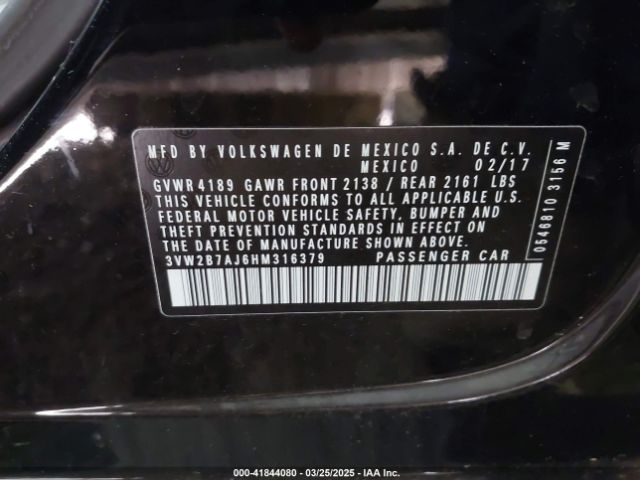 MFD BY VOLKSWAGEN DE MEXICO S.A. DE C.V.
MEXICO 02/17
GVWR 4189 GAWR FRONT 2138 / REAR 2161 LBS
THIS VEHICLE CONFORMS TO ALL APPLICABLE U.S.
FEDERAL MOTOR VEHICLE SAFETY, BUMPER AND
THEFT PREVENTION STANDARDS IN EFFECT ON
THE DATE OF MANUFACTURE SHOWN ABOVE.
3VW2B7AJ6HM316379 PASSENGER CAR
05468103156 M
000-41844080 - 03/25/2025 - IAA Inc.